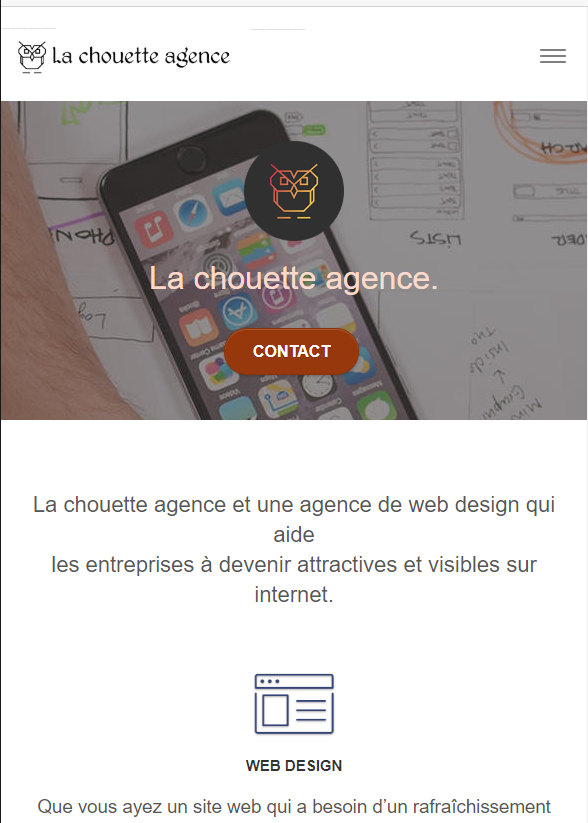 La chouette agence
La chouette agence.
CONTACT
LISTS
La chouette agence et une agence de web design qui
aide
les entreprises à devenir attractives et visibles sur
internet.
WEB DESIGN
Que vous ayez un site web qui a besoin d’un rafraîchissement